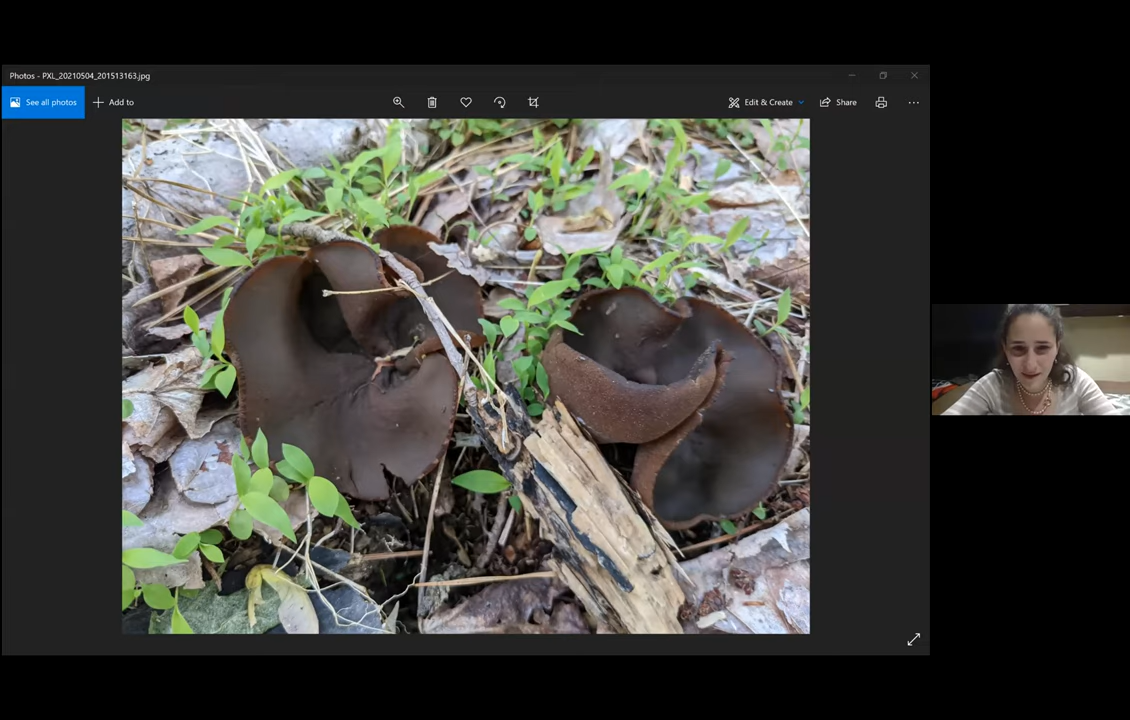 Photos - PXL_20210504_201513163.jpg
See all photos
Add to
Edit & Create
Share